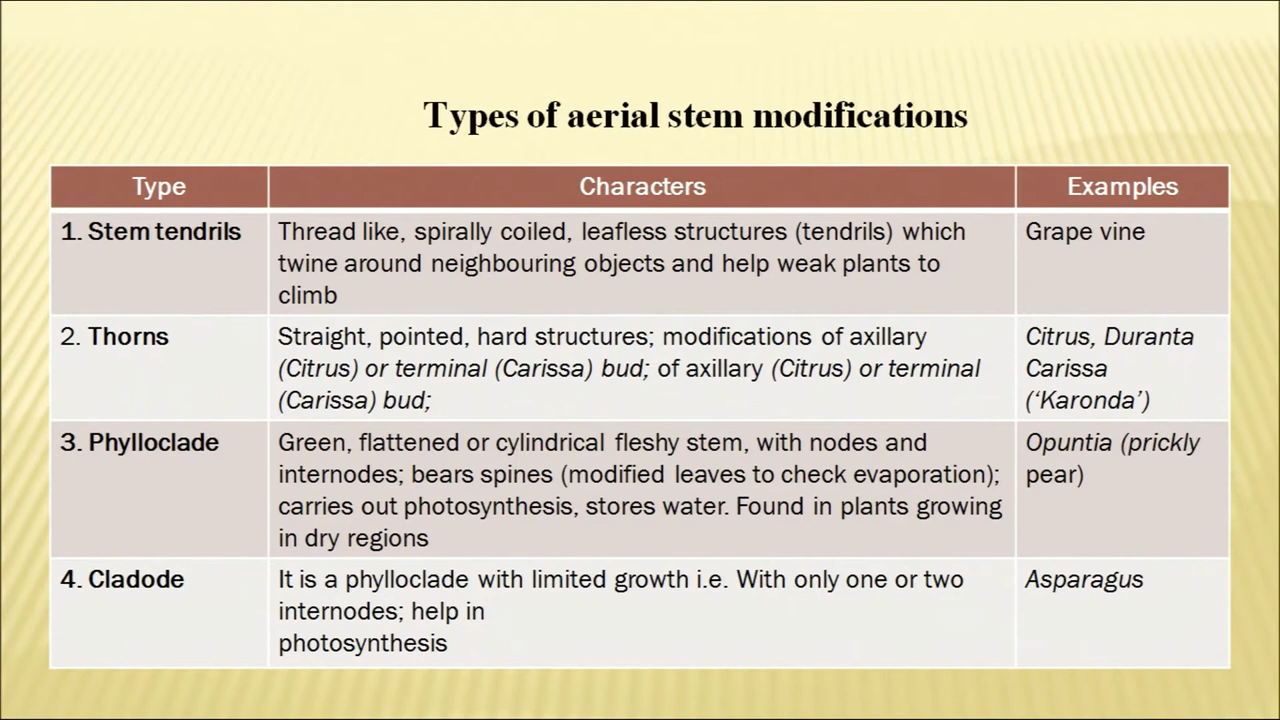 Types of aerial stem modifications
Type
Characters
Examples
1. Stem tendrils
Thread like, spirally coiled, leafless structures (tendrils) which
twine around neighbouring objects and help weak plants to
climb
Grape vine
2. Thorns
Straight, pointed, hard structures; modifications of axillary
(Citrus) or terminal (Carissa) bud; of axillary (Citrus) or terminal
(Carissa) bud;
Citrus, Duranta
Carissa
(‘Karonda’)
3. Phylloclade
Green, flattened or cylindrical fleshy stem, with nodes and
internodes; bears spines (modified leaves to check evaporation);
carries out photosynthesis, stores water. Found in plants growing
in dry regions
Opuntia (prickly
pear)
4. Cladode
It is a phylloclade with limited growth i.e. With only one or two
internodes; help in
photosynthesis
Asparagus